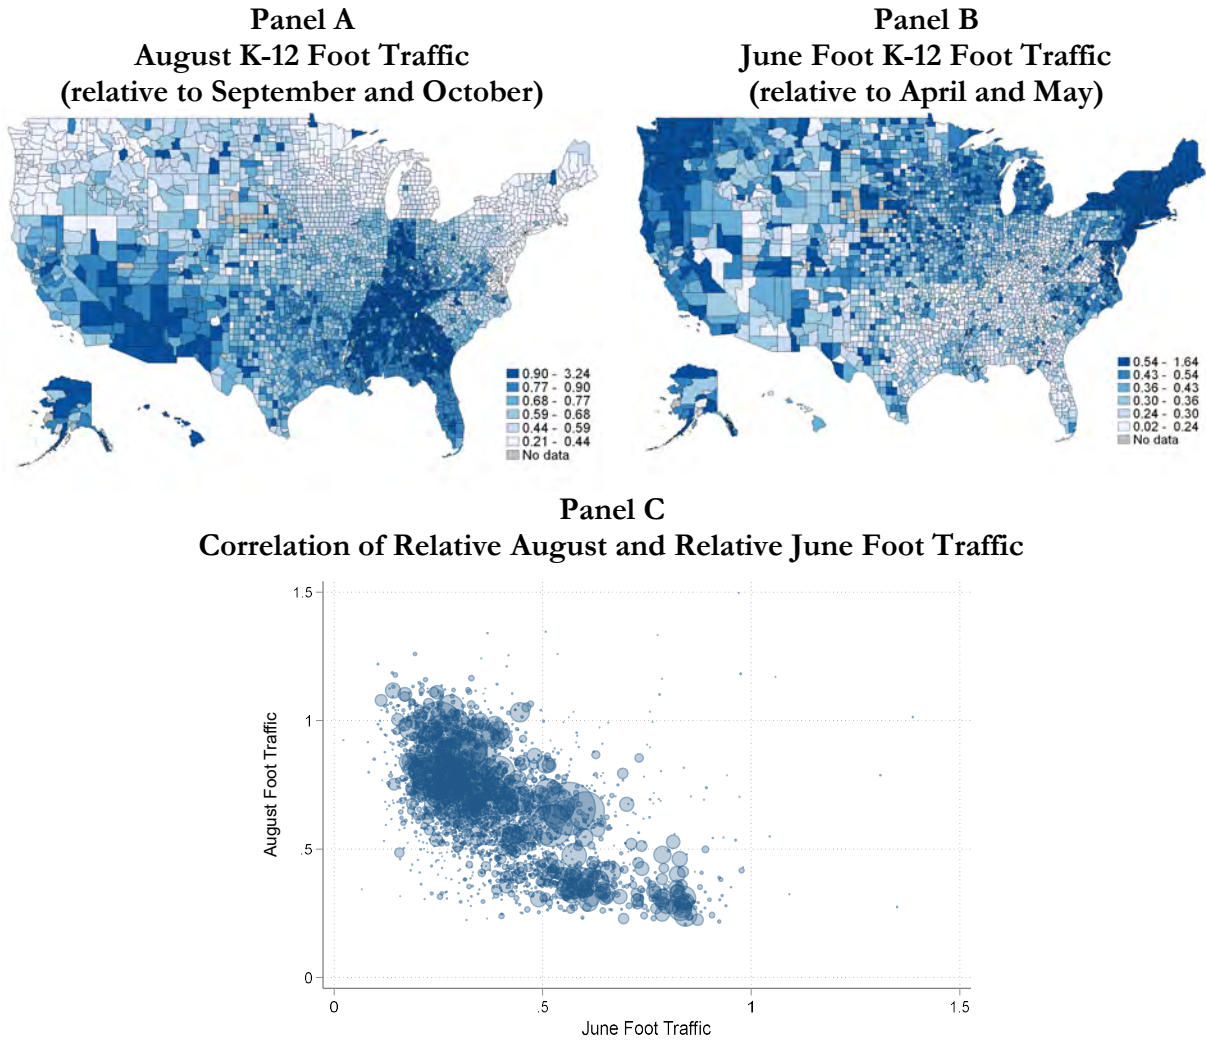 Panel A
August K-12 Foot Traffic
(relative to September and October)
Panel B
June Foot K-12 Foot Traffic
(relative to April and May)
0.90 - 3.24
0.77 - 0.90
0.68 - 0.77
0.59 - 0.68
0.44 - 0.59
0.21 - 0.44
No data
0.54 - 1.64
0.43 - 0.54
0.36 - 0.43
0.30 - 0.36
0.24 - 0.30
0.02 - 0.24
No data
Panel C
Correlation of Relative August and Relative June Foot Traffic
August Foot Traffic
1.5
1
.5
0
0
.5
1
1.5
June Foot Traffic